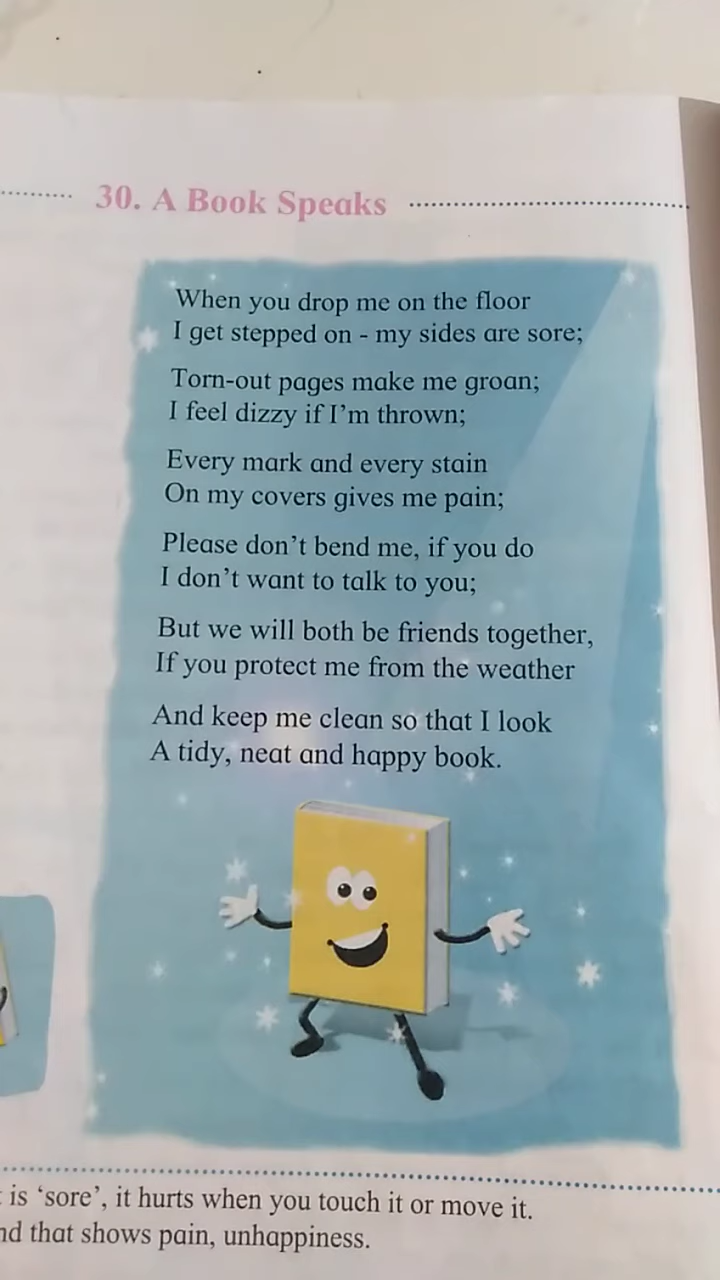 30. A Book Speaks
When you drop me on the floor
I get stepped on - my sides are sore;
Torn-out pages make me groan;
I feel dizzy if I'm thrown;
Every mark and every stain
On my covers gives me pain;
Please don't bend me, if you do
I don't want to talk to you;
But we will both be friends together,
If you protect me from the weather
And keep me clean so that I look
A tidy, neat and happy book.
is ‘sore’, it hurts when you touch it or move it.
that shows pain, unhappiness.